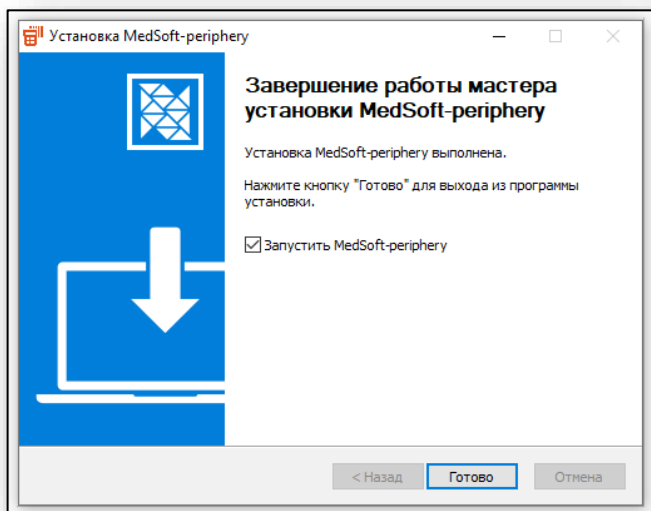 Установка MedSoft-periphery
Завершение работы мастера
установки MedSoft-periphery
Установка MedSoft-periphery выполнена.
Нажмите кнопку "Готово" для выхода из программы
установки.
Запустить MedSoft-periphery
< Назад
Готово
Отмена